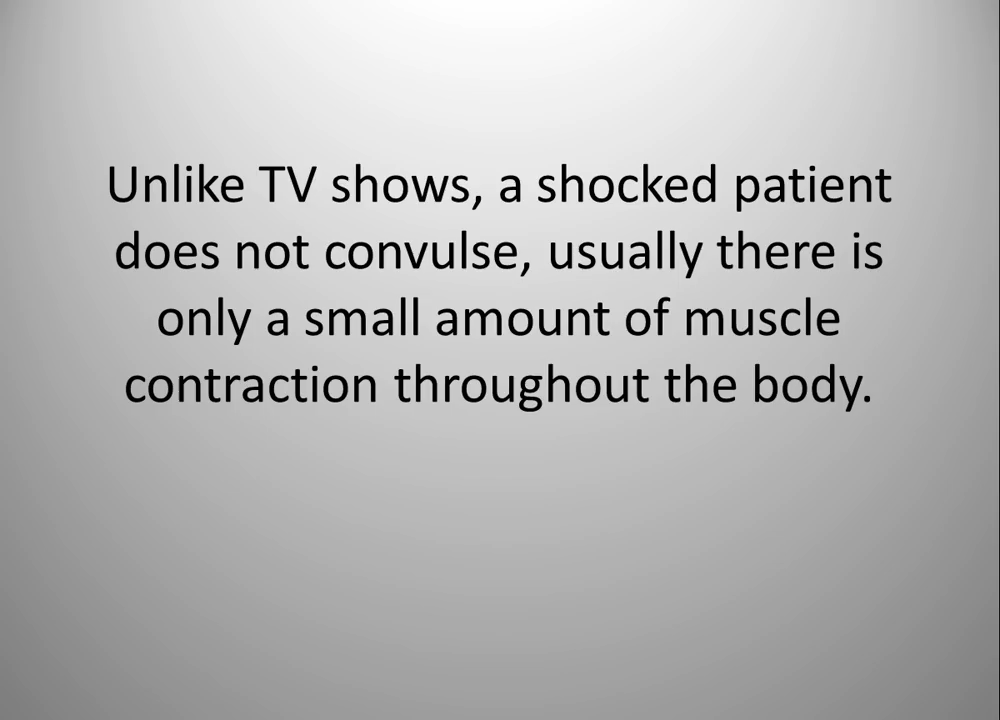 Unlike TV shows, a shocked patient
does not convulse, usually there is
only a small amount of muscle
contraction throughout the body.